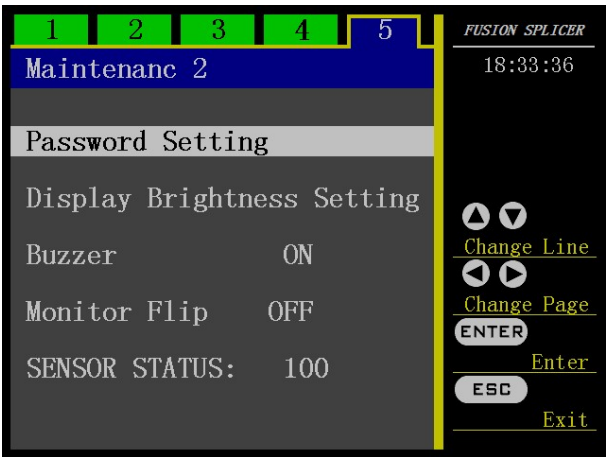 1 2 3 4 5
Maintenanc 2
Password Setting
Display Brightness Setting
Buzzer ON
Monitor Flip OFF
SENSOR STATUS: 100
FUSION SPLICER
18:33:36
Change Line
Change Page
ENTER
Enter
ESC
Exit